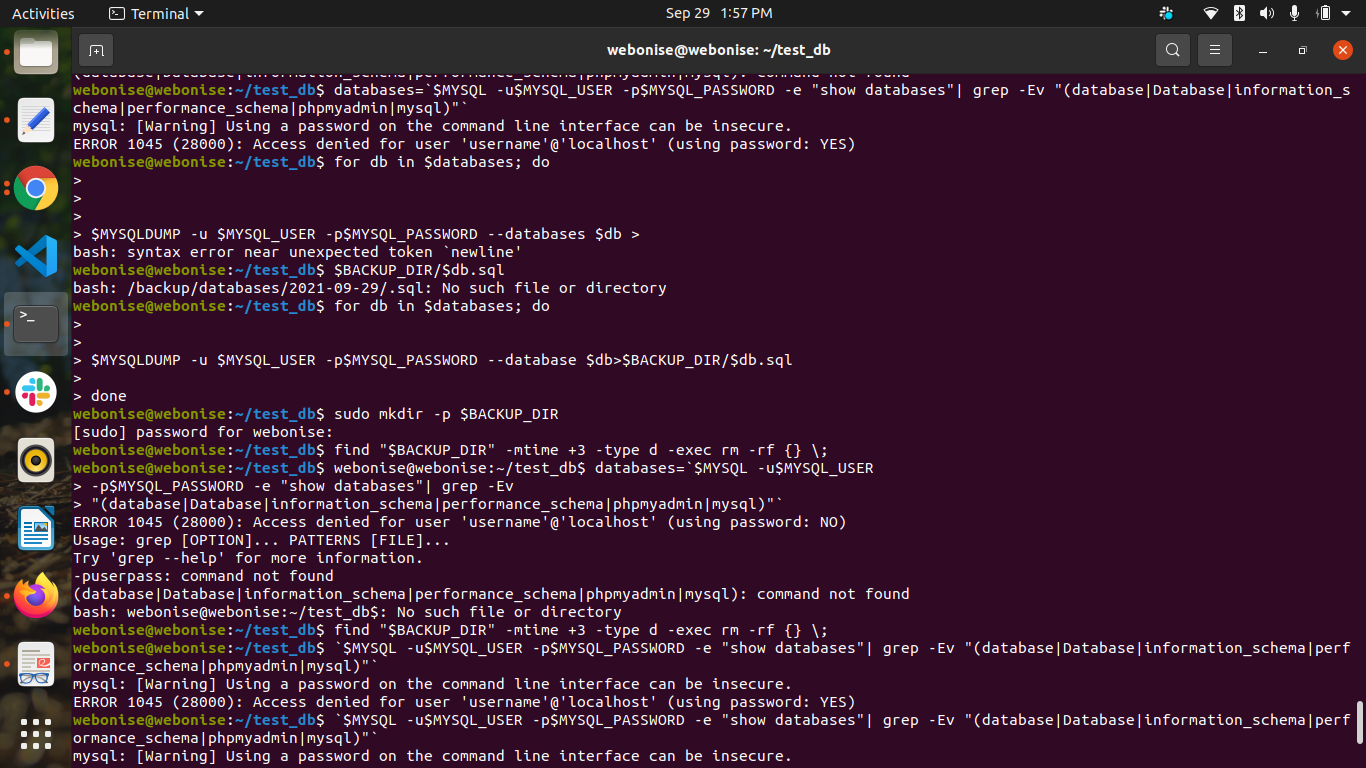 Activities
Terminal
Sep 29 1:57 PM
webonise@webonise: ~/test_db
(database|Database|information_schema|performance_schema|phpmyadmin|mysql): command not found
webonise@webonise:~/test_db$ databases=`$MYSQL -u$MYSQL_USER -p$MYSQL_PASSWORD -e "show databases"| grep -Ev "(database|Database|information_s
chema|performance_schema|phpmyadmin|mysql)"`
mysql: [Warning] Using a password on the command line interface can be insecure.
ERROR 1045 (28000): Access denied for user 'username'@'localhost' (using password: YES)
webonise@webonise:~/test_db$ for db in $databases; do
>
>
>
> $MYSQLDUMP -u $MYSQL_USER -p$MYSQL_PASSWORD --databases $db >
bash: syntax error near unexpected token `newline'
webonise@webonise:~/test_db$ $BACKUP_DIR/$db.sql
bash: /backup/databases/2021-09-29/.sql: No such file or directory
webonise@webonise:~/test_db$ for db in $databases; do
>
>
> $MYSQLDUMP -u $MYSQL_USER -p$MYSQL_PASSWORD --database $db>$BACKUP_DIR/$db.sql
>
> done
webonise@webonise:~/test_db$ sudo mkdir -p $BACKUP_DIR
[sudo] password for webonise:
webonise@webonise:~/test_db$ find "$BACKUP_DIR" -mtime +3 -type d -exec rm -rf {} \;
webonise@webonise:~/test_db$ webonise@webonise:~/test_db$ databases=`$MYSQL -u$MYSQL_USER
> -p$MYSQL_PASSWORD -e "show databases"| grep -Ev
> "(database|Database|information_schema|performance_schema|phpmyadmin|mysql)"`
ERROR 1045 (28000): Access denied for user 'username'@'localhost' (using password: NO)
Usage: grep [OPTION]... PATTERNS [FILE]...
Try 'grep --help' for more information.
-puserpass: command not found
(database|Database|information_schema|performance_schema|phpmyadmin|mysql): command not found
bash: webonise@webonise:~/test_db$: No such file or directory
webonise@webonise:~/test_db$ find "$BACKUP_DIR" -mtime +3 -type d -exec rm -rf {} \;
webonise@webonise:~/test_db$ `$MYSQL -u$MYSQL_USER -p$MYSQL_PASSWORD -e "show databases"| grep -Ev "(database|Database|information_schema|perf
ormance_schema|phpmyadmin|mysql)"`
mysql: [Warning] Using a password on the command line interface can be insecure.
ERROR 1045 (28000): Access denied for user 'username'@'localhost' (using password: YES)
webonise@webonise:~/test_db$ `$MYSQL -u$MYSQL_USER -p$MYSQL_PASSWORD -e "show databases"| grep -Ev "(database|Database|information_schema|perf
ormance_schema|phpmyadmin|mysql)"`
mysql: [Warning] Using a password on the command line interface can be insecure.